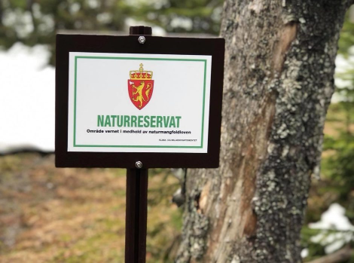 NATURRESERVAT
Område vernet i medhold av naturmangfoldloven